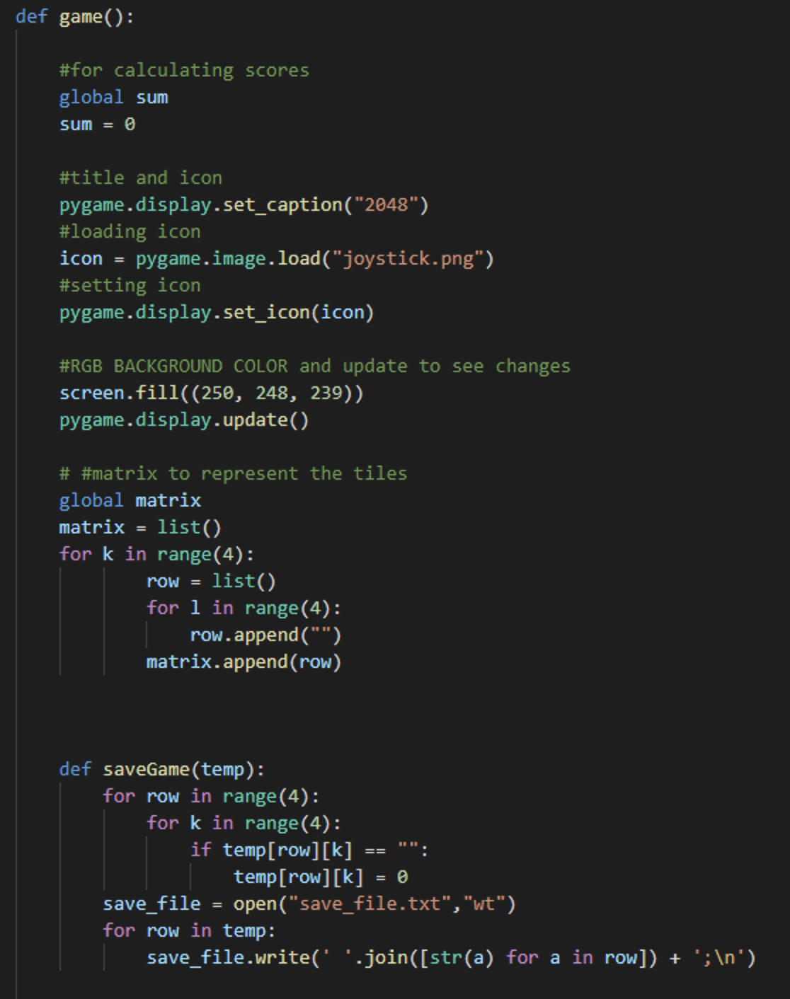 def game():
    #for calculating scores
    global sum
    sum = 0
    #title and icon
    pygame.display.set_caption("2048")
    #loading icon
    icon = pygame.image.load("joystick.png")
    #setting icon
    pygame.display.set_icon(icon)
    #RGB BACKGROUND COLOR and update to see changes
    screen.fill((250, 248, 239))
    pygame.display.update()
    # #matrix to represent the tiles
    global matrix
    matrix = list()
    for k in range(4):
            row = list()
            for l in range(4):
                row.append("")
            matrix.append(row)
    def saveGame(temp):
        for row in range(4):
            for k in range(4):
                if temp[row][k] == "":
                    temp[row][k] = 0
        save_file = open("save_file.txt","wt")
        for row in temp:
            save_file.write(' '.join([str(a) for a in row]) + ';\n')